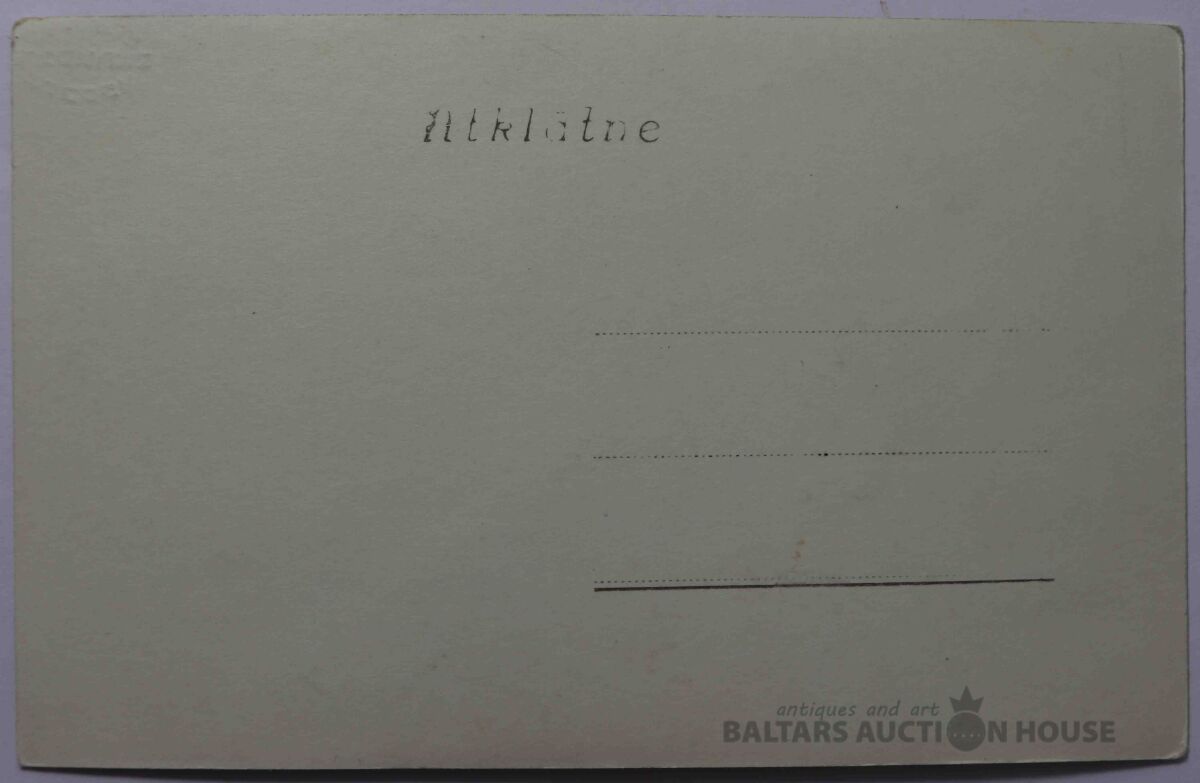 Atklātne
antiques and art
BALTARS AUCTION HOUSE